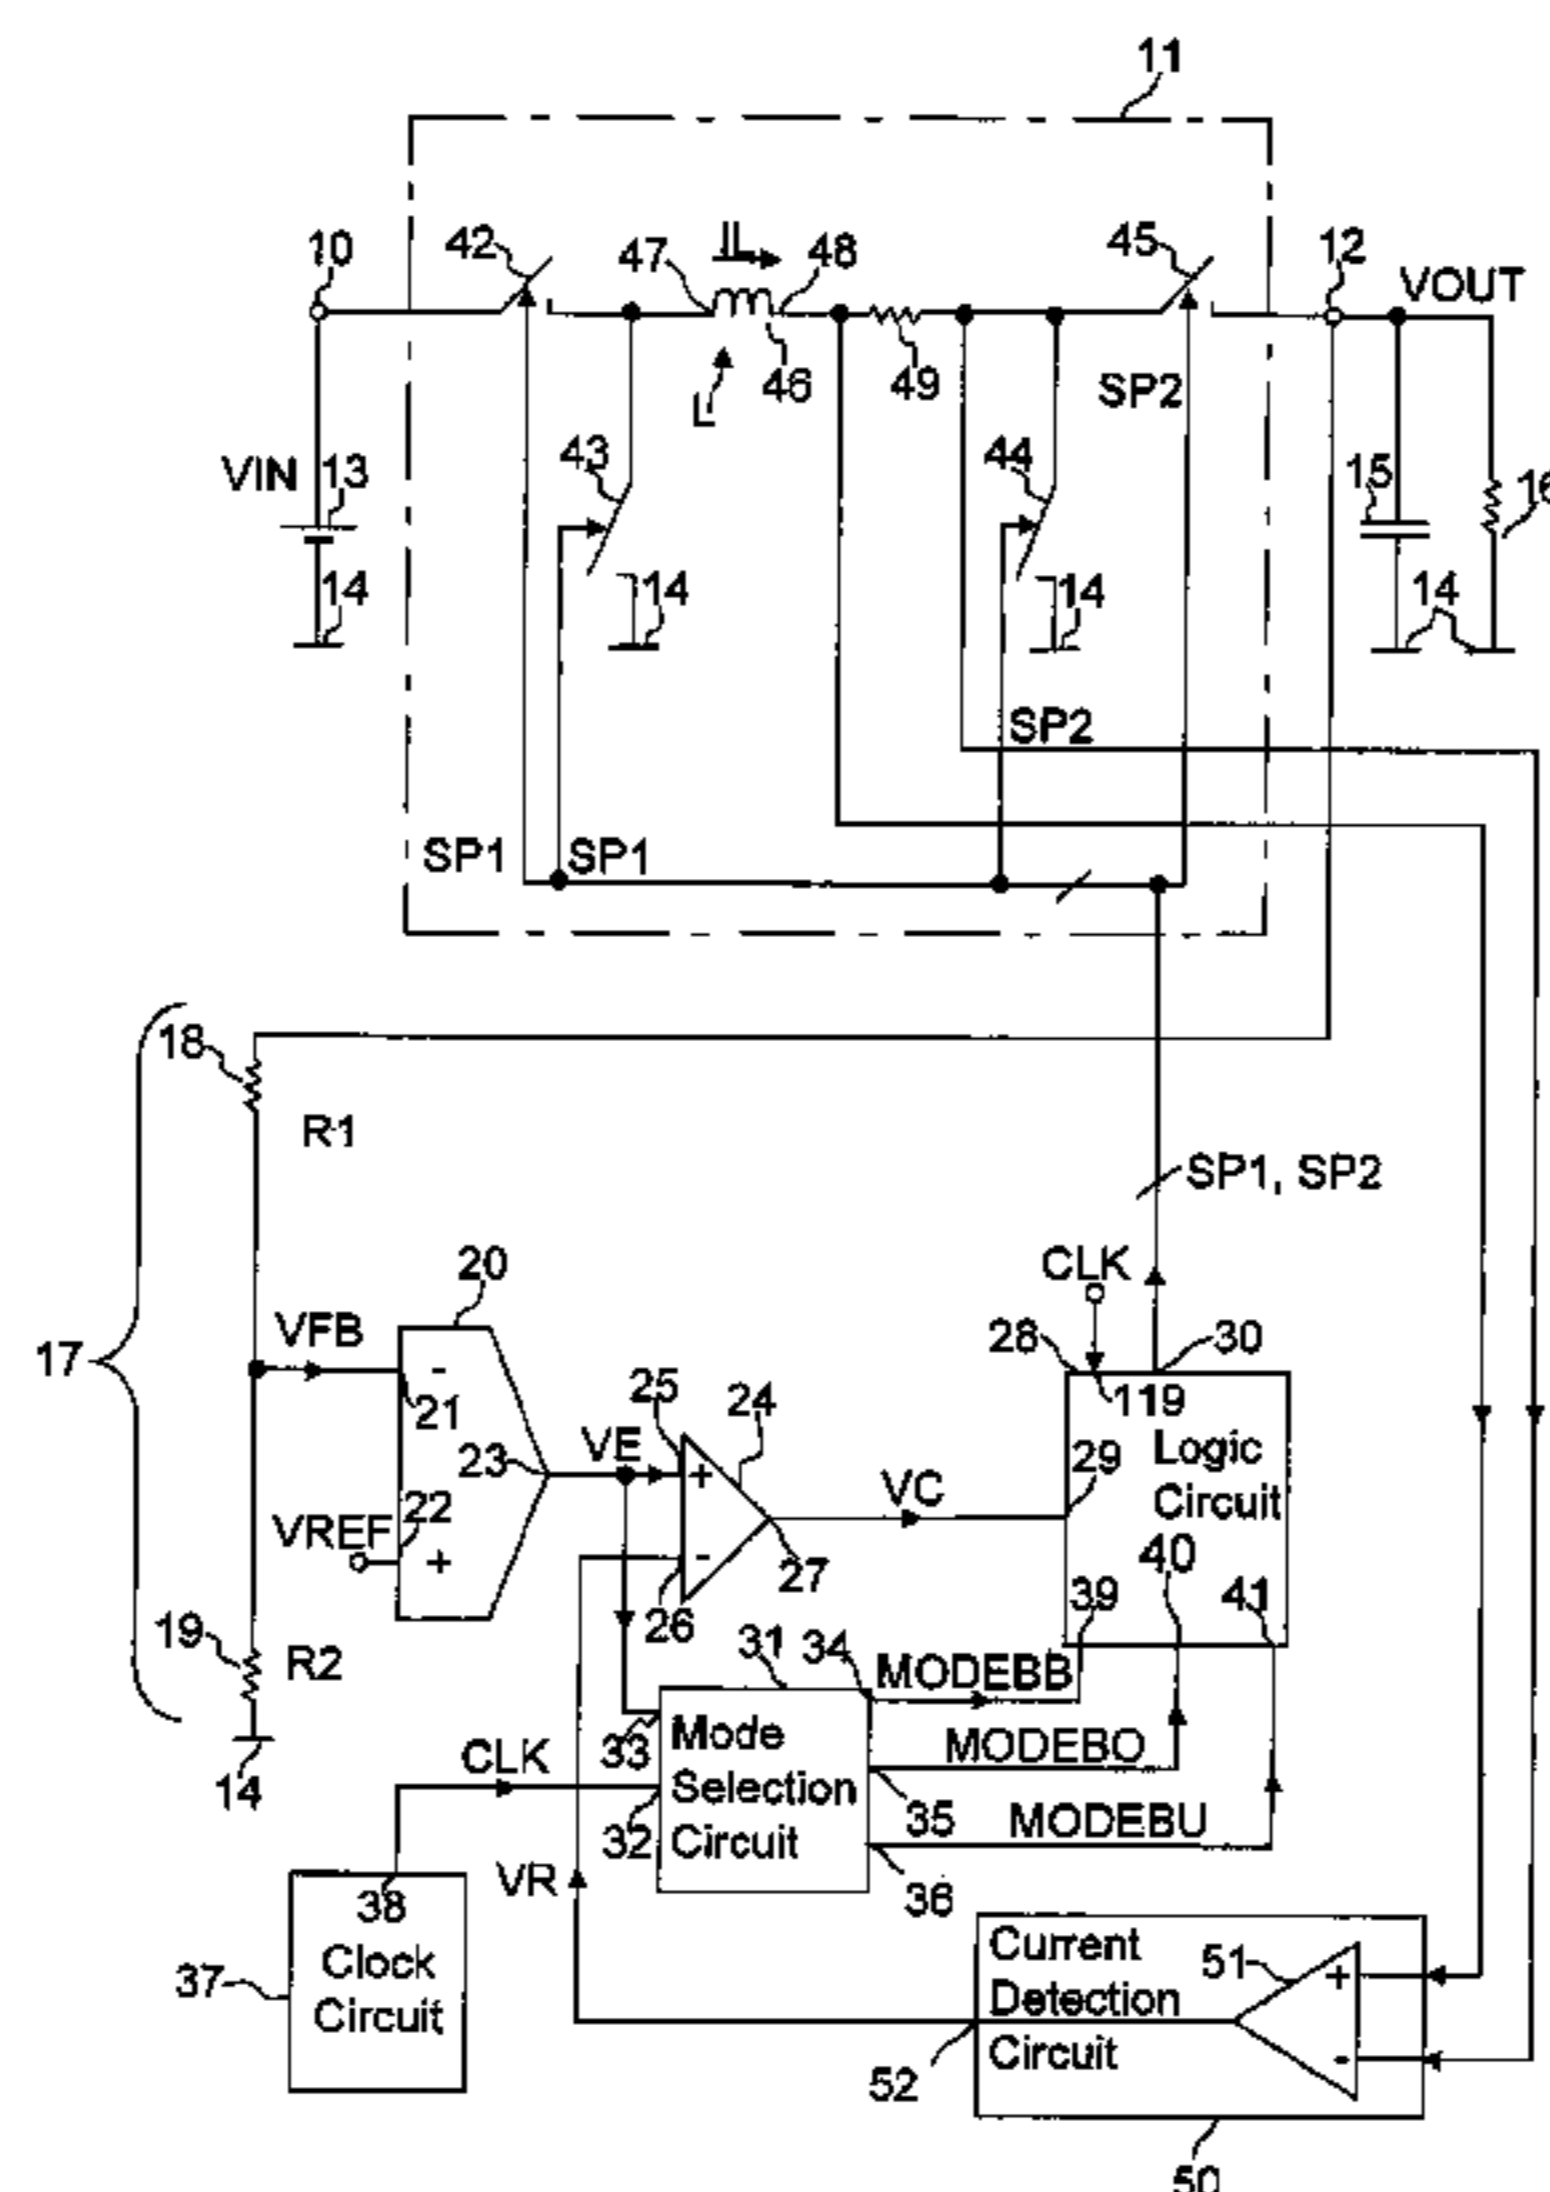 11
10
42
47
IL
48
45
12
VOUT
46
49
L
SP2
VIN
13
43
44
15
16
14
14
14
14
SP2
SP1
SP1
18
R1
SP1, SP2
20
CLK
17
VFB
28
30
21
25
24
119
23
VE
29
Logic
Circuit
VC
VREF
22
+
-
+
-
27
40
26
39
41
19
R2
31
34
MODEBB
33
Mode
Selection
Circuit
MODEBO
CLK
14
32
35
MODEBU
VR
36
38
Clock
Circuit
37
Current
Detection
Circuit
51
+
-
52
50